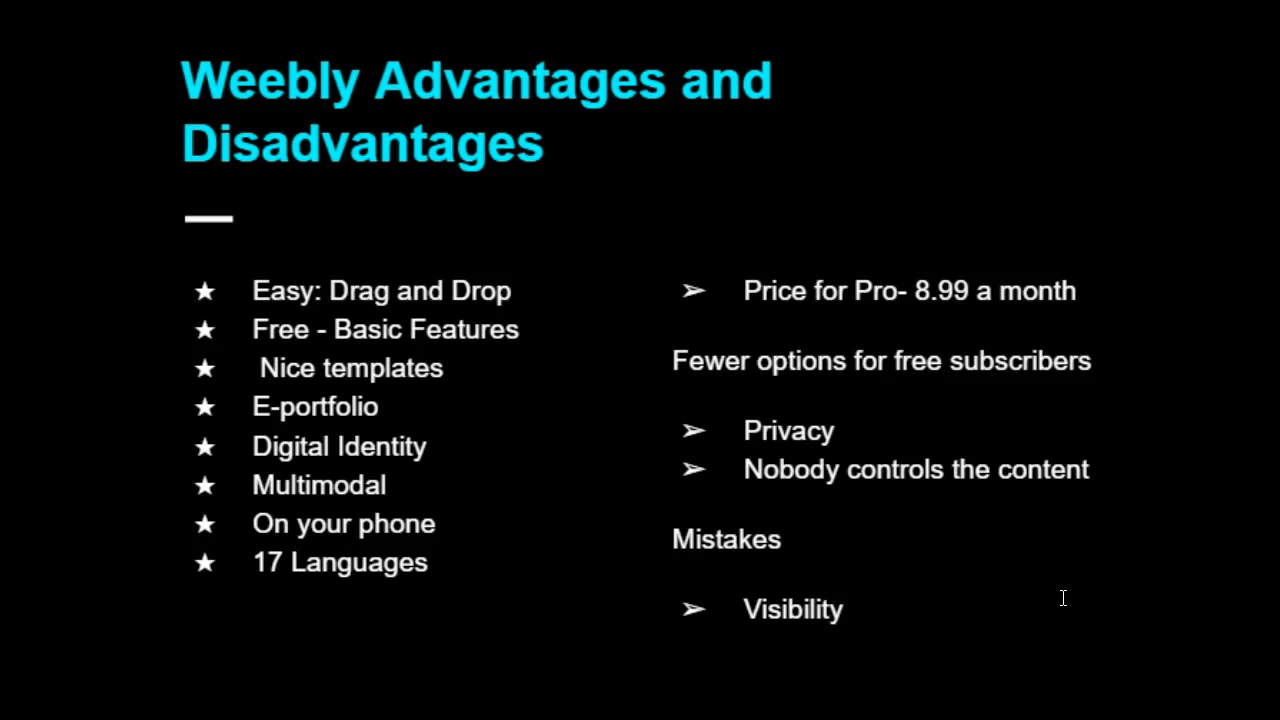 Weebly Advantages and
Disadvantages
★ Easy: Drag and Drop
★ Free - Basic Features
★ Nice templates
★ E-portfolio
★ Digital Identity
★ Multimodal
★ On your phone
★ 17 Languages
➢ Price for Pro- 8.99 a month
Fewer options for free subscribers
➢ Privacy
➢ Nobody controls the content
Mistakes
➢ Visibility